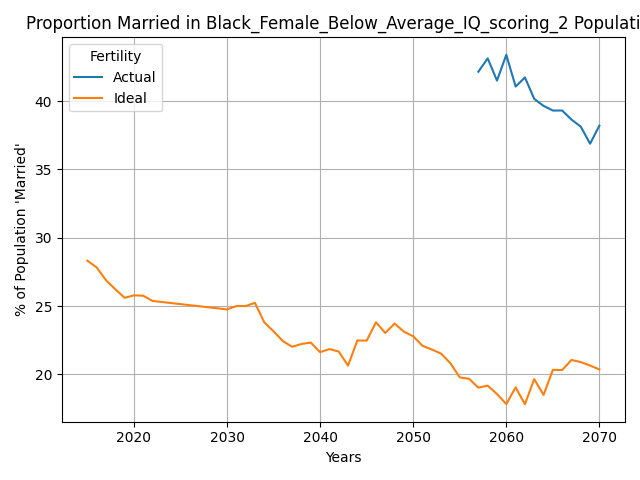 Proportion Married in Black_Female_Below_Average_IQ_scoring_2 Populati
Fertility
Actual
Ideal
% of Population 'Married'
40
35
30
25
20
2020 2030 2040 2050 2060 2070
Years